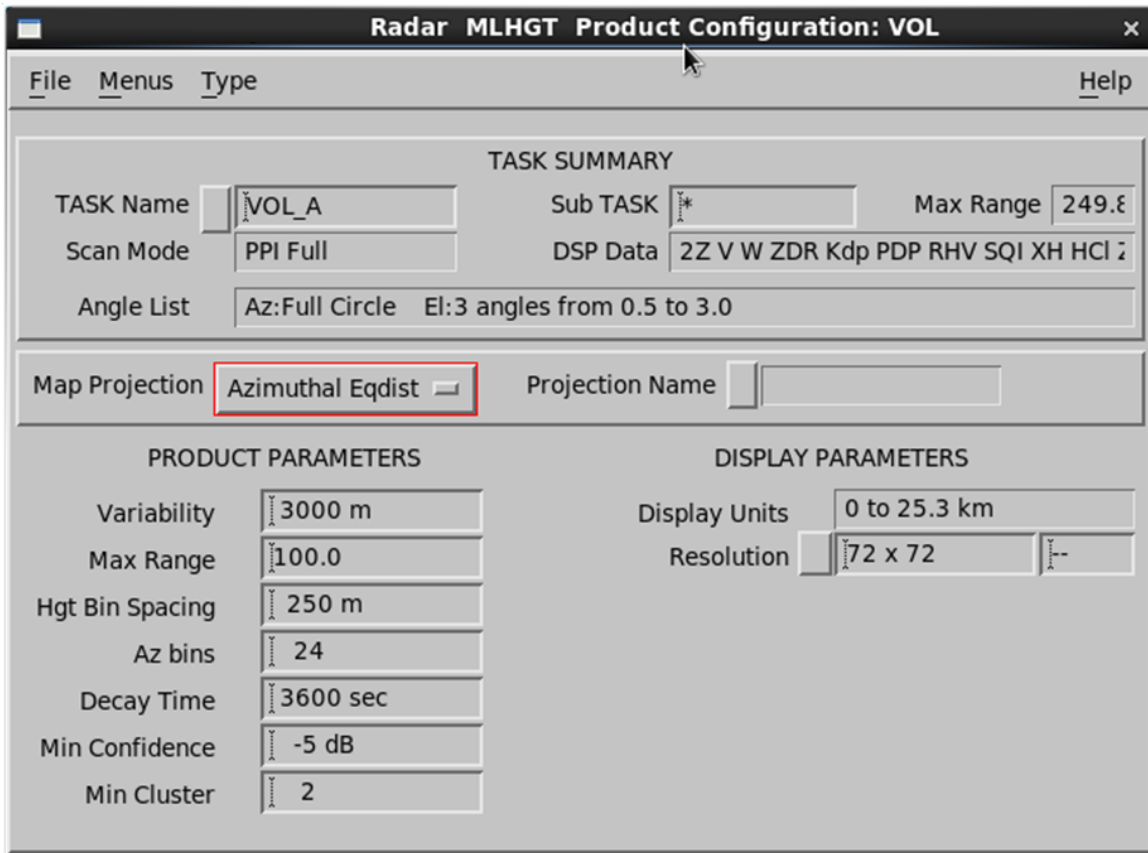 Radar MLHGT Product Configuration: VOL
File Menus Type Help
TASK SUMMARY
TASK Name VOL_A Sub TASK * Max Range 249.8
Scan Mode PPI Full DSP Data 2Z V W ZDR Kdp PDP RHV SQI XH HCl
Angle List Az:Full Circle El:3 angles from 0.5 to 3.0
Map Projection Azimuthal Eqdist Projection Name
PRODUCT PARAMETERS DISPLAY PARAMETERS
Variability 3000 m Display Units 0 to 25.3 km
Max Range 100.0 Resolution 72 x 72 --
Hgt Bin Spacing 250 m
Az bins 24
Decay Time 3600 sec
Min Confidence -5 dB
Min Cluster 2